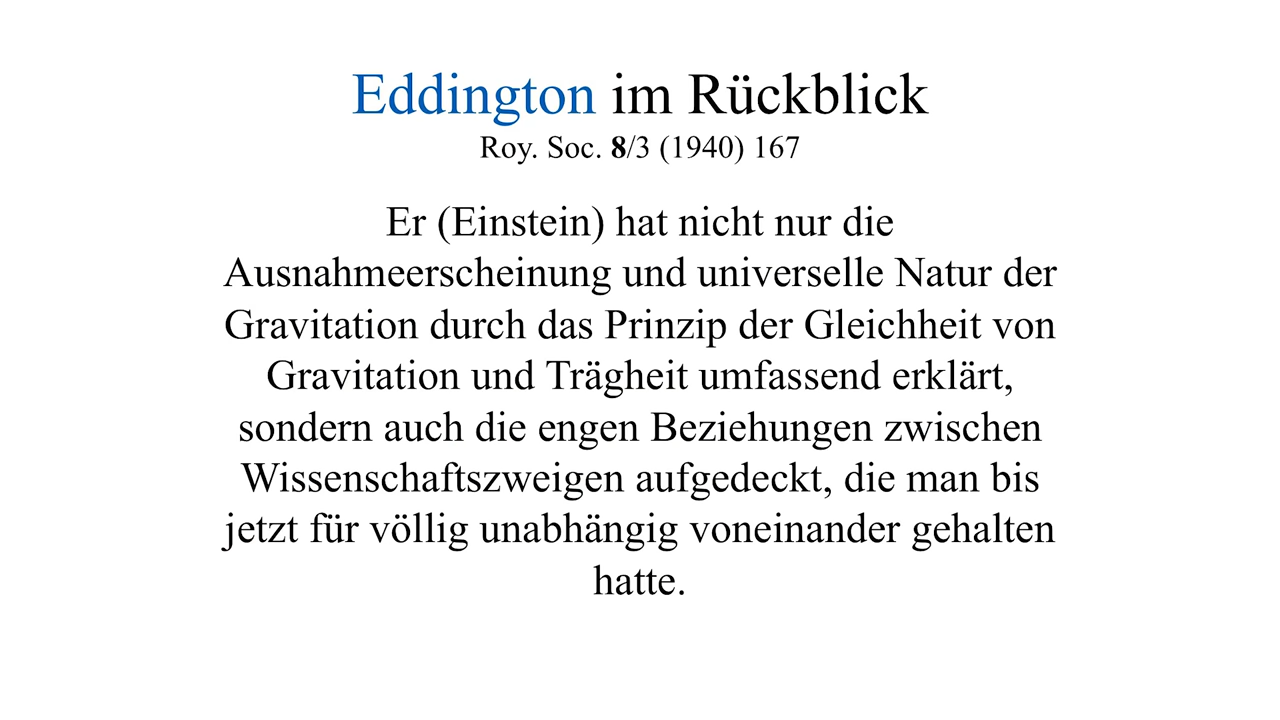 Eddington im Rückblick
Roy. Soc. 8/3 (1940) 167
Er (Einstein) hat nicht nur die
Ausnahmeerscheinung und universelle Natur der
Gravitation durch das Prinzip der Gleichheit von
Gravitation und Trägheit umfassend erklärt,
sondern auch die engen Beziehungen zwischen
Wissenschaftszweigen aufgedeckt, die man bis
jetzt für völlig unabhängig voneinander gehalten
hatte.